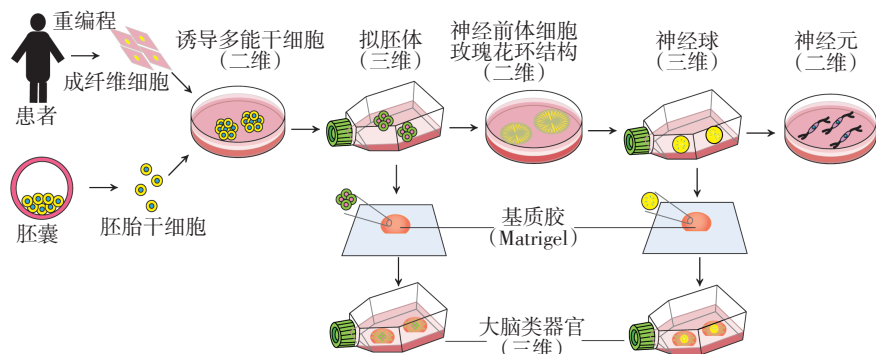 重编程
成纤维细胞
患者
诱导多能干细胞
(二维)
拟胚体
(三维)
神经前体细胞
玫瑰花环结构
(二维)
神经球
(三维)
神经元
(二维)
胚囊
胚胎干细胞
基质胶
(Matrigel)
大脑类器官
(三维)